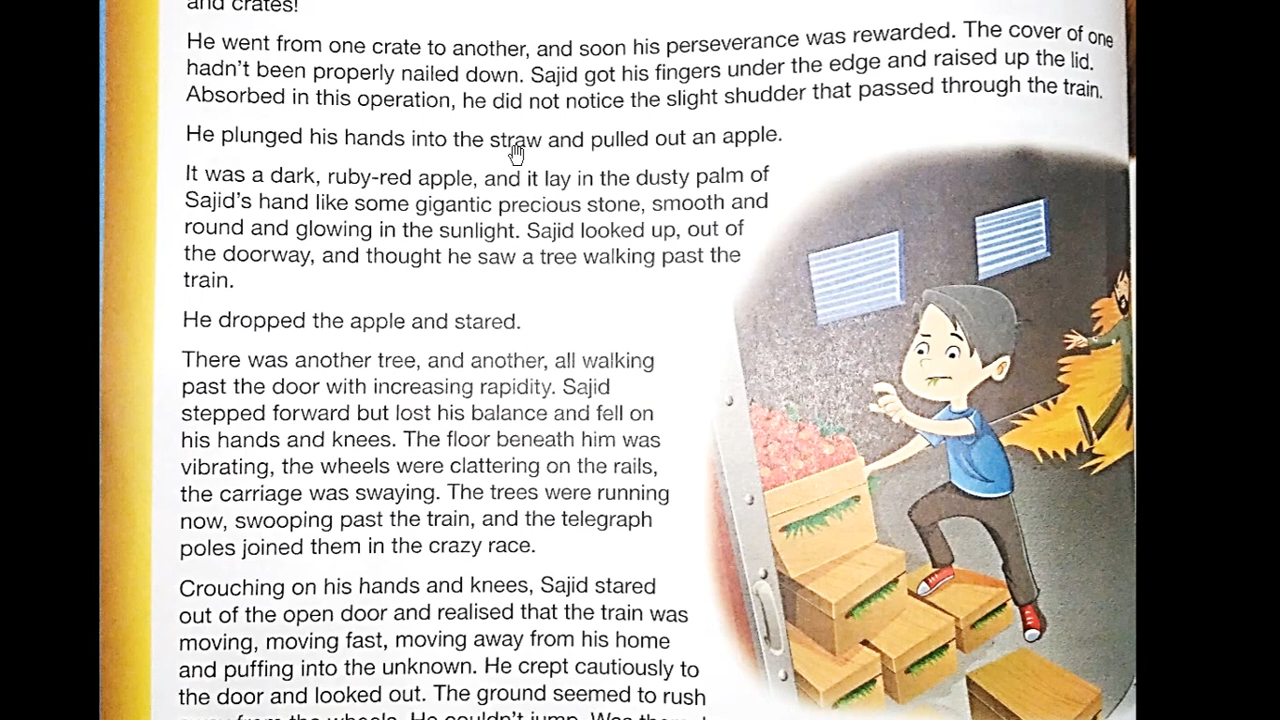 and crates!
He went from one crate to another, and soon his perseverance was rewarded. The cover of one
hadn't been properly nailed down. Sajid got his fingers under the edge and raised up the lid.
Absorbed in this operation, he did not notice the slight shudder that passed through the train.
He plunged his hands into the straw and pulled out an apple.
It was a dark, ruby-red apple, and it lay in the dusty palm of
Sajid's hand like some gigantic precious stone, smooth and
round and glowing in the sunlight. Sajid looked up, out of
the doorway, and thought he saw a tree walking past the
train.
He dropped the apple and stared.
There was another tree, and another, all walking
past the door with increasing rapidity. Sajid
stepped forward but lost his balance and fell on
his hands and knees. The floor beneath him was
vibrating, the wheels were clattering on the rails,
the carriage was swaying. The trees were running
now, swooping past the train, and the telegraph
poles joined them in the crazy race.
Crouching on his hands and knees, Sajid stared
out of the open door and realised that the train was
moving, moving fast, moving away from his home
and puffing into the unknown. He crept cautiously to
the door and looked out. The ground seemed to rush
away from the wheels. He couldn't jump. Was